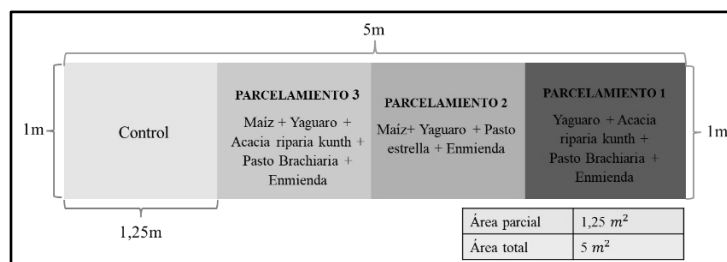 5m
1m
Control
PARCELAMIENTO 3
Maíz + Yaguaro +
Acacia riparia kunth +
Pasto Brachiaria +
Enmienda
PARCELAMIENTO 2
Maíz+ Yaguaro + Pasto
estrella + Enmienda
PARCELAMIENTO 1
Yaguaro + Acacia
riparia kunth +
Pasto Brachiaria +
Enmienda
1m
1,25m
Área parcial 1,25 m²
Área total 5 m²